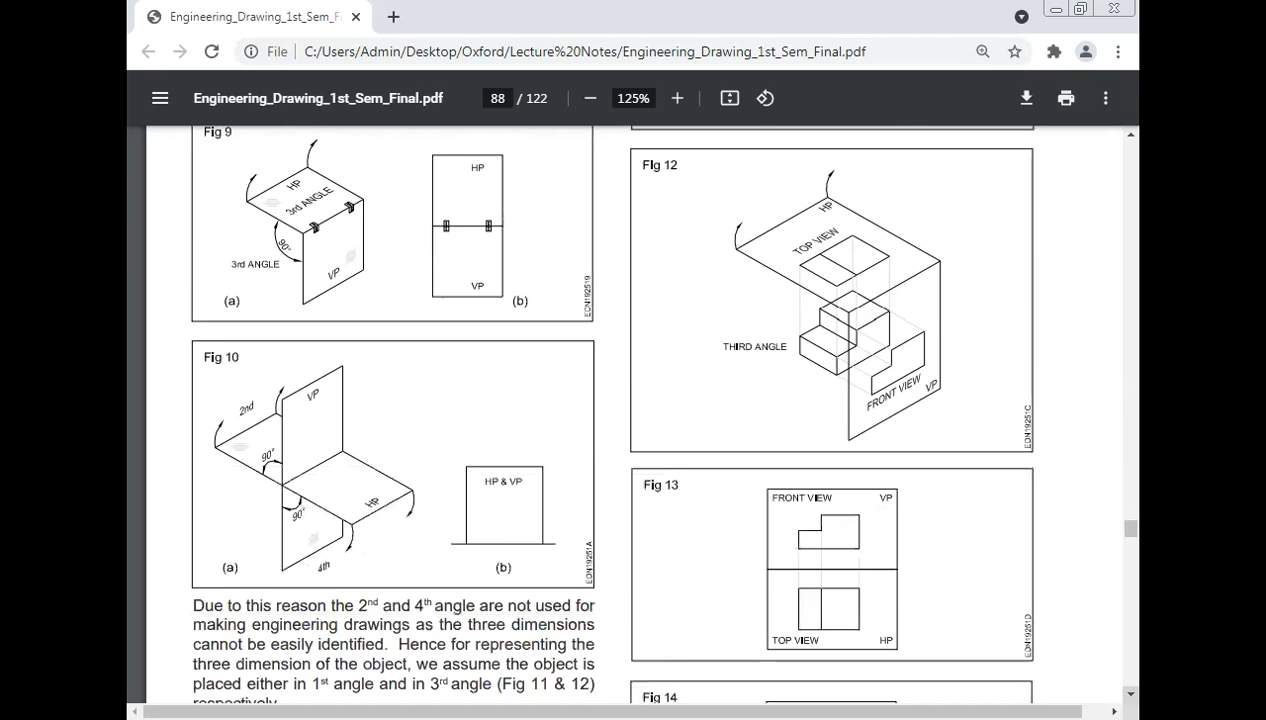 Engineering_Drawing_1st_Sem_F
File C:/Users/Admin/Desktop/Oxford/Lecture%20Notes/Engineering_Drawing_1st_Sem_Final.pdf
Engineering_Drawing_1st_Sem_Final.pdf 88 / 122 125%
Fig 9
HP
3rd ANGLE
90°
3rd ANGLE
VP
(a)
HP
VP
(b)
EDN192519
Fig 10
2nd
VP
90°
90°
HP
4th
(a)
HP & VP
(b)
EDN19251A
Due to this reason the 2nd and 4th angle are not used for
making engineering drawings as the three dimensions
cannot be easily identified. Hence for representing the
three dimension of the object, we assume the object is
placed either in 1st angle and in 3rd angle (Fig 11 & 12)
respectively.
Fig 12
HP
TOP VIEW
THIRD ANGLE
FRONT VIEW
VP
EDN19251C
Fig 13
FRONT VIEW VP
TOP VIEW HP
EDN19251D
Fig 14